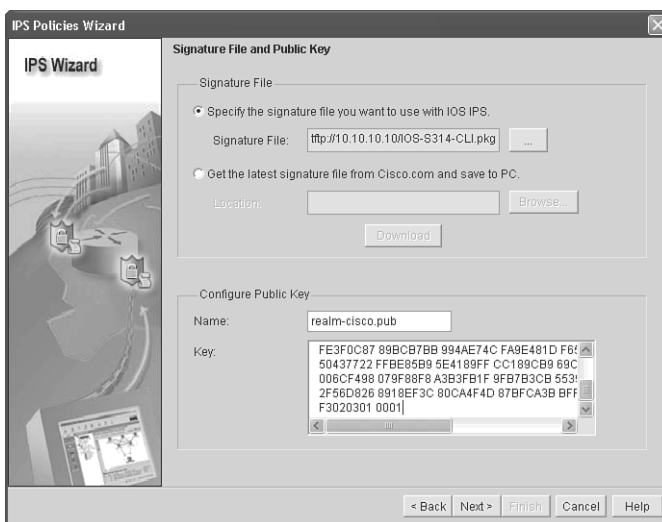 IPS Policies Wizard
IPS Wizard
Signature File and Public Key
Signature File
Specify the signature file you want to use with IOS IPS.
Signature File: tftp://10.10.10.10/IOS-S314-CLI.pkg ...
Get the latest signature file from Cisco.com and save to PC.
Location: Browse...
Download
Configure Public Key
Name: realm-cisco.pub
Key:
FE3F0C87 89BCB7BB 994AE74C FA9E481D F65
50437722 FFBE85B9 5E4189FF CC189CB9 69C
006CF498 079F88F8 A3B3FB1F 9FB7B3CB 5539
2F56D826 8918EF3C 80CA4F4D 87BFCA3B BFF
F3020301 0001
< Back Next > Finish Cancel Help